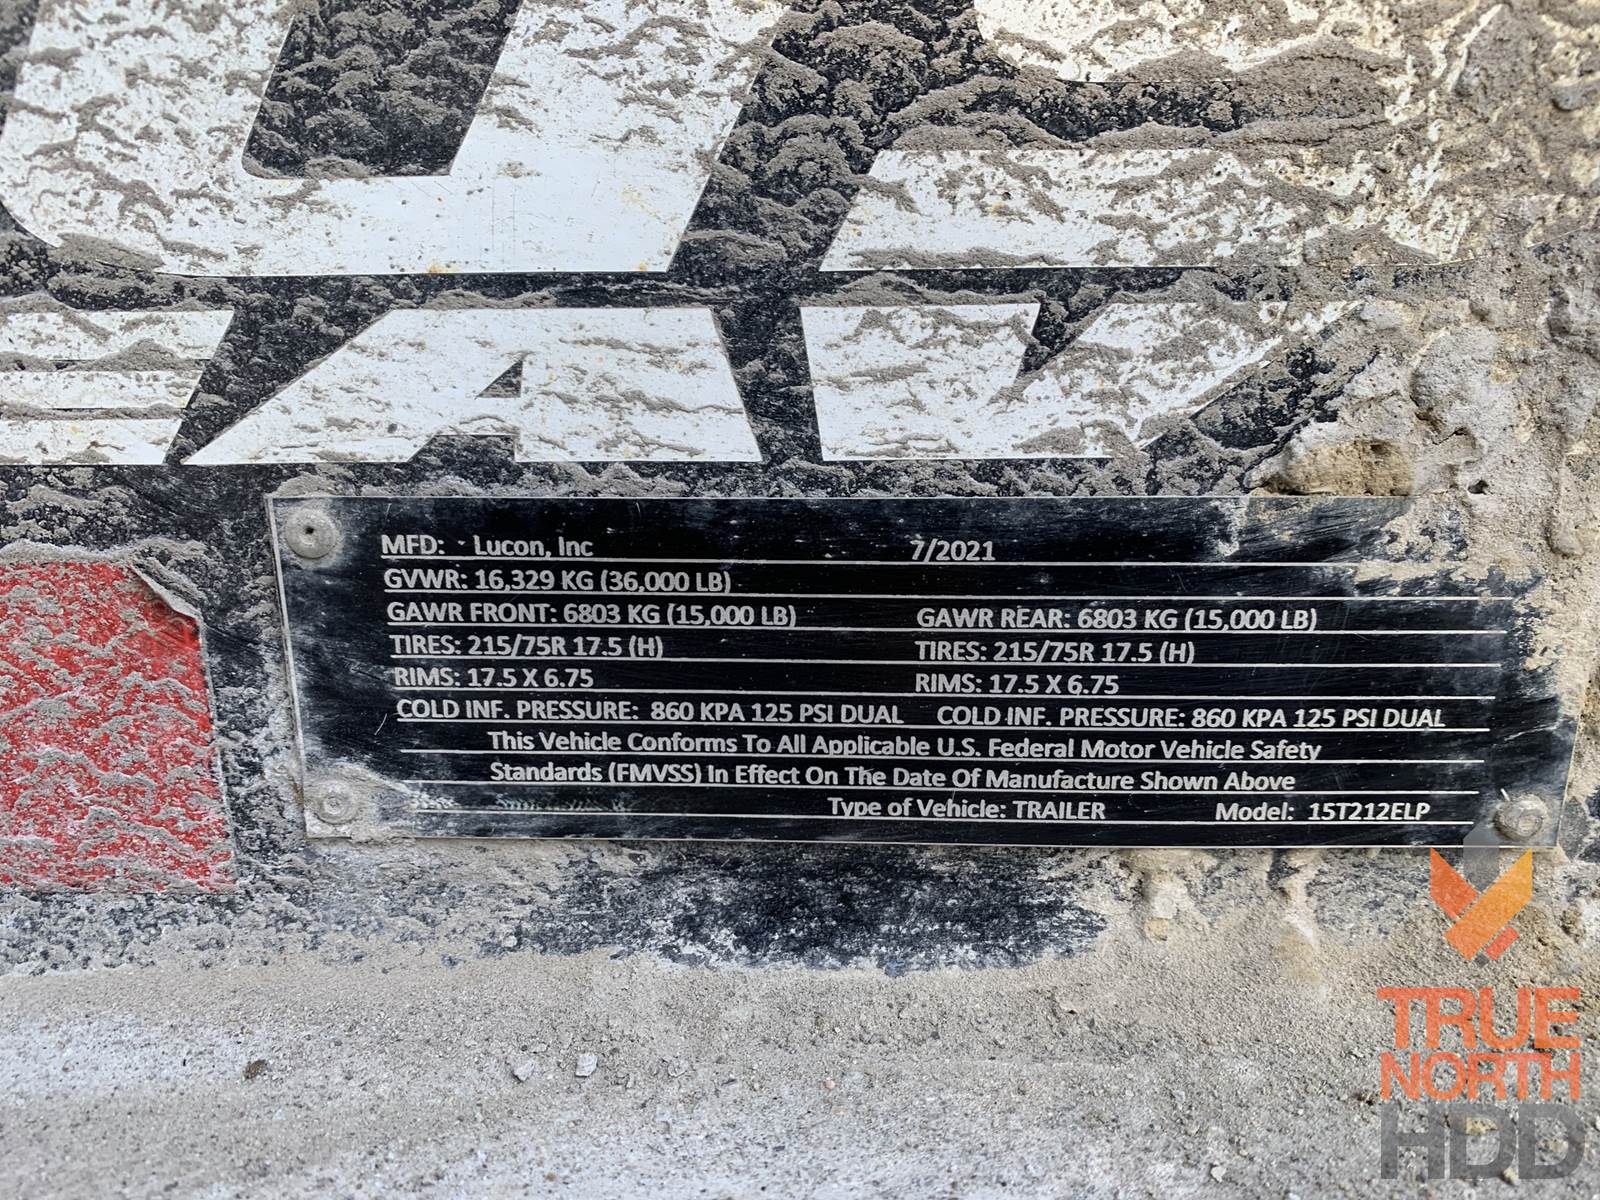 MFD: Lucon, Inc 7/2021
GVWR: 16,329 KG (36,000 LB)
GAWR FRONT: 6803 KG (15,000 LB) GAWR REAR: 6803 KG (15,000 LB)
TIRES: 215/75R 17.5 (H) TIRES: 215/75R 17.5 (H)
RIMS: 17.5 X 6.75 RIMS: 17.5 X 6.75
COLD INF. PRESSURE: 860 KPA 125 PSI DUAL COLD INF. PRESSURE: 860 KPA 125 PSI DUAL
This Vehicle Conforms To All Applicable U.S. Federal Motor Vehicle Safety
Standards (FMVSS) In Effect On The Date Of Manufacture Shown Above
Type of Vehicle: TRAILER Model: 15T212ELP
TRUE
NORTH
HDD